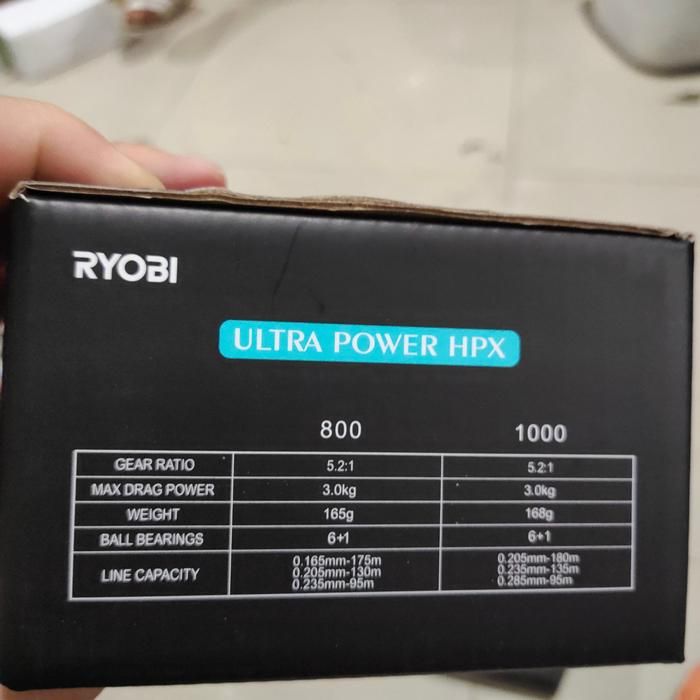 RYOBI
ULTRA POWER HPX
800 1000
GEAR RATIO 5.2:1 5.2:1
MAX DRAG POWER 3.0kg 3.0kg
WEIGHT 165g 168g
BALL BEARINGS 6+1 6+1
LINE CAPACITY
0.165mm-175m 0.205mm-180m
0.205mm-130m 0.235mm-135m
0.235mm-95m 0.285mm-95m